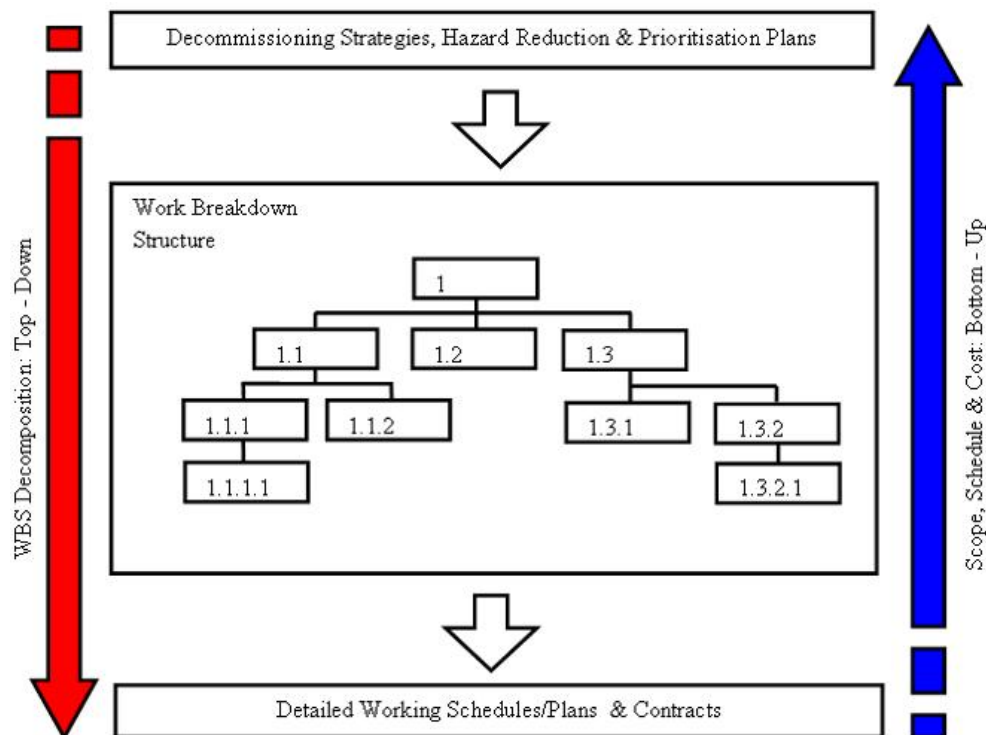 Decommissioning Strategies, Hazard Reduction & Prioritisation Plans
WBS Decomposition: Top - Down
Scope, Schedule & Cost: Bottom - Up
Work Breakdown
Structure
1
1.1
1.2
1.3
1.1.1
1.1.2
1.3.1
1.3.2
1.1.1.1
1.3.2.1
Detailed Working Schedules/Plans & Contracts